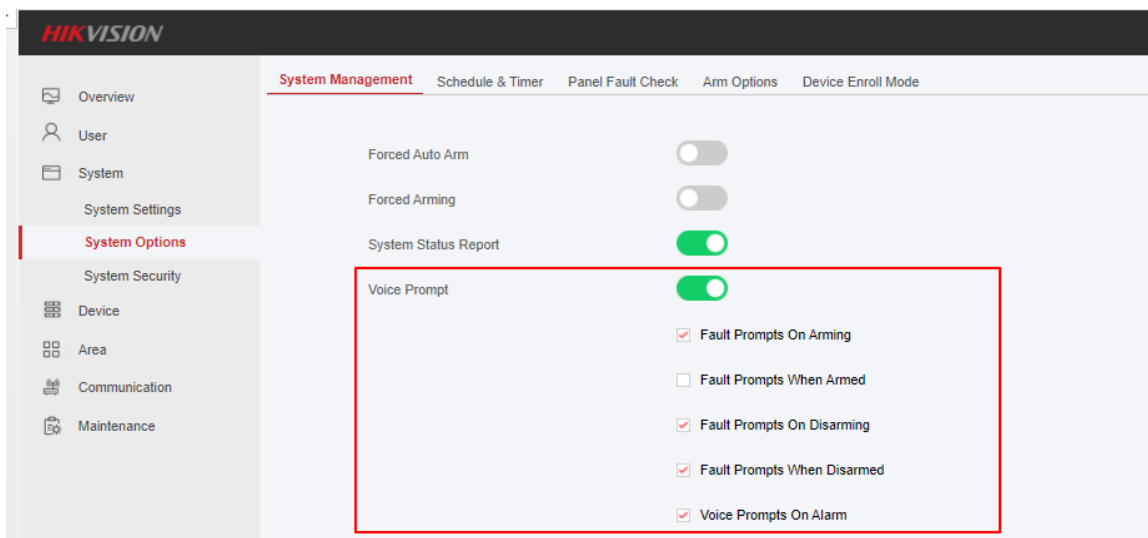 HIKVISION
System Management Schedule & Timer Panel Fault Check Arm Options Device Enroll Mode
Overview
User
System
System Settings
System Options
System Security
Device
Area
Communication
Maintenance
Forced Auto Arm
Forced Arming
System Status Report
Voice Prompt
Fault Prompts On Arming
Fault Prompts When Armed
Fault Prompts On Disarming
Fault Prompts When Disarmed
Voice Prompts On Alarm